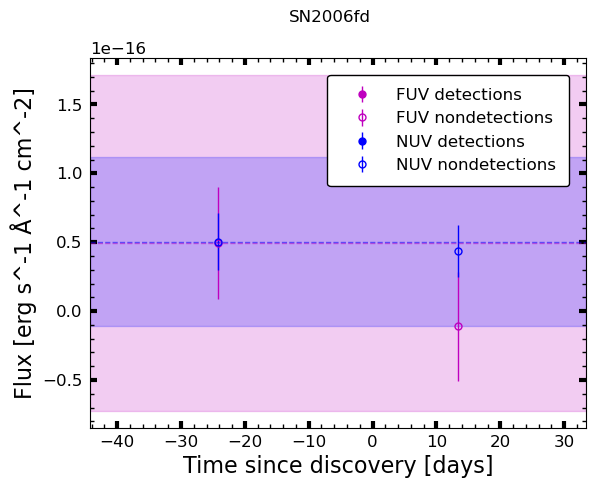 SN2006fd
1e−16
FUV detections
FUV nondetections
NUV detections
NUV nondetections
1.5
1.0
0.5
0.0
−0.5
Flux [erg s^-1 Å^-1 cm^-2]
−40 −30 −20 −10 0 10 20 30
Time since discovery [days]